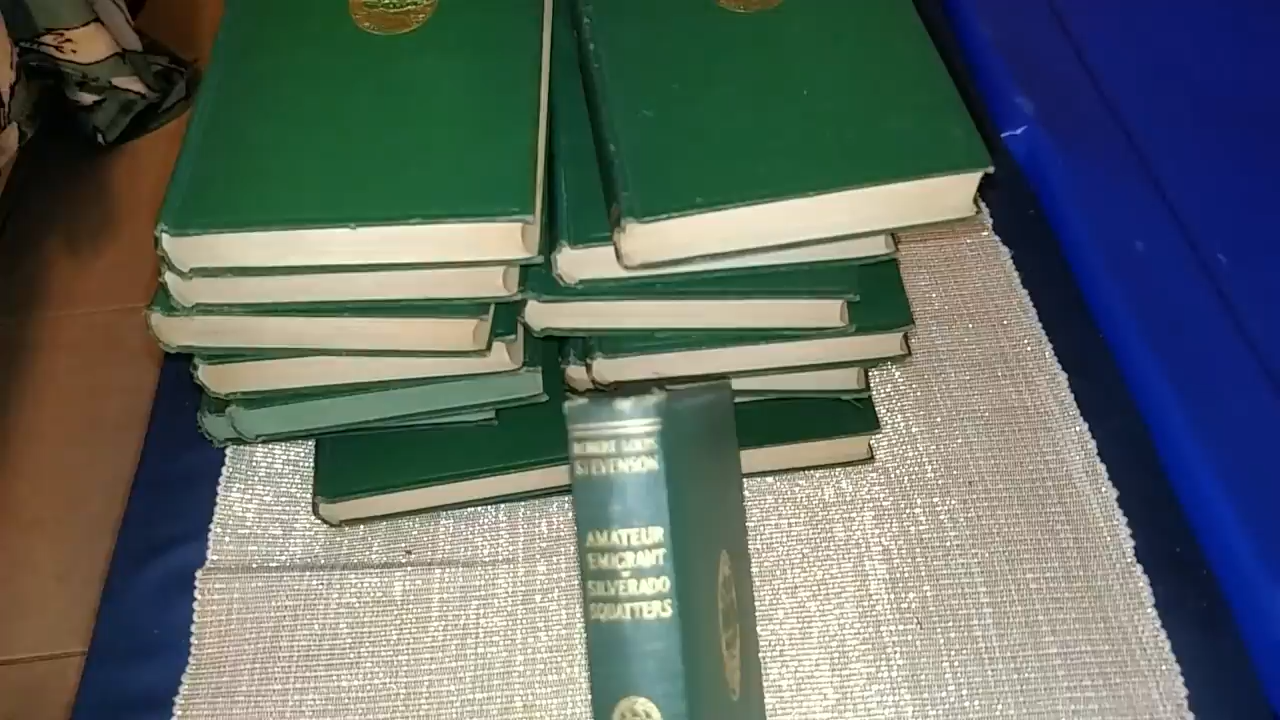 ROBERT LOUIS
STEVENSON
AMATEUR
EMIGRANT
SILVERADO
SQUATTERS